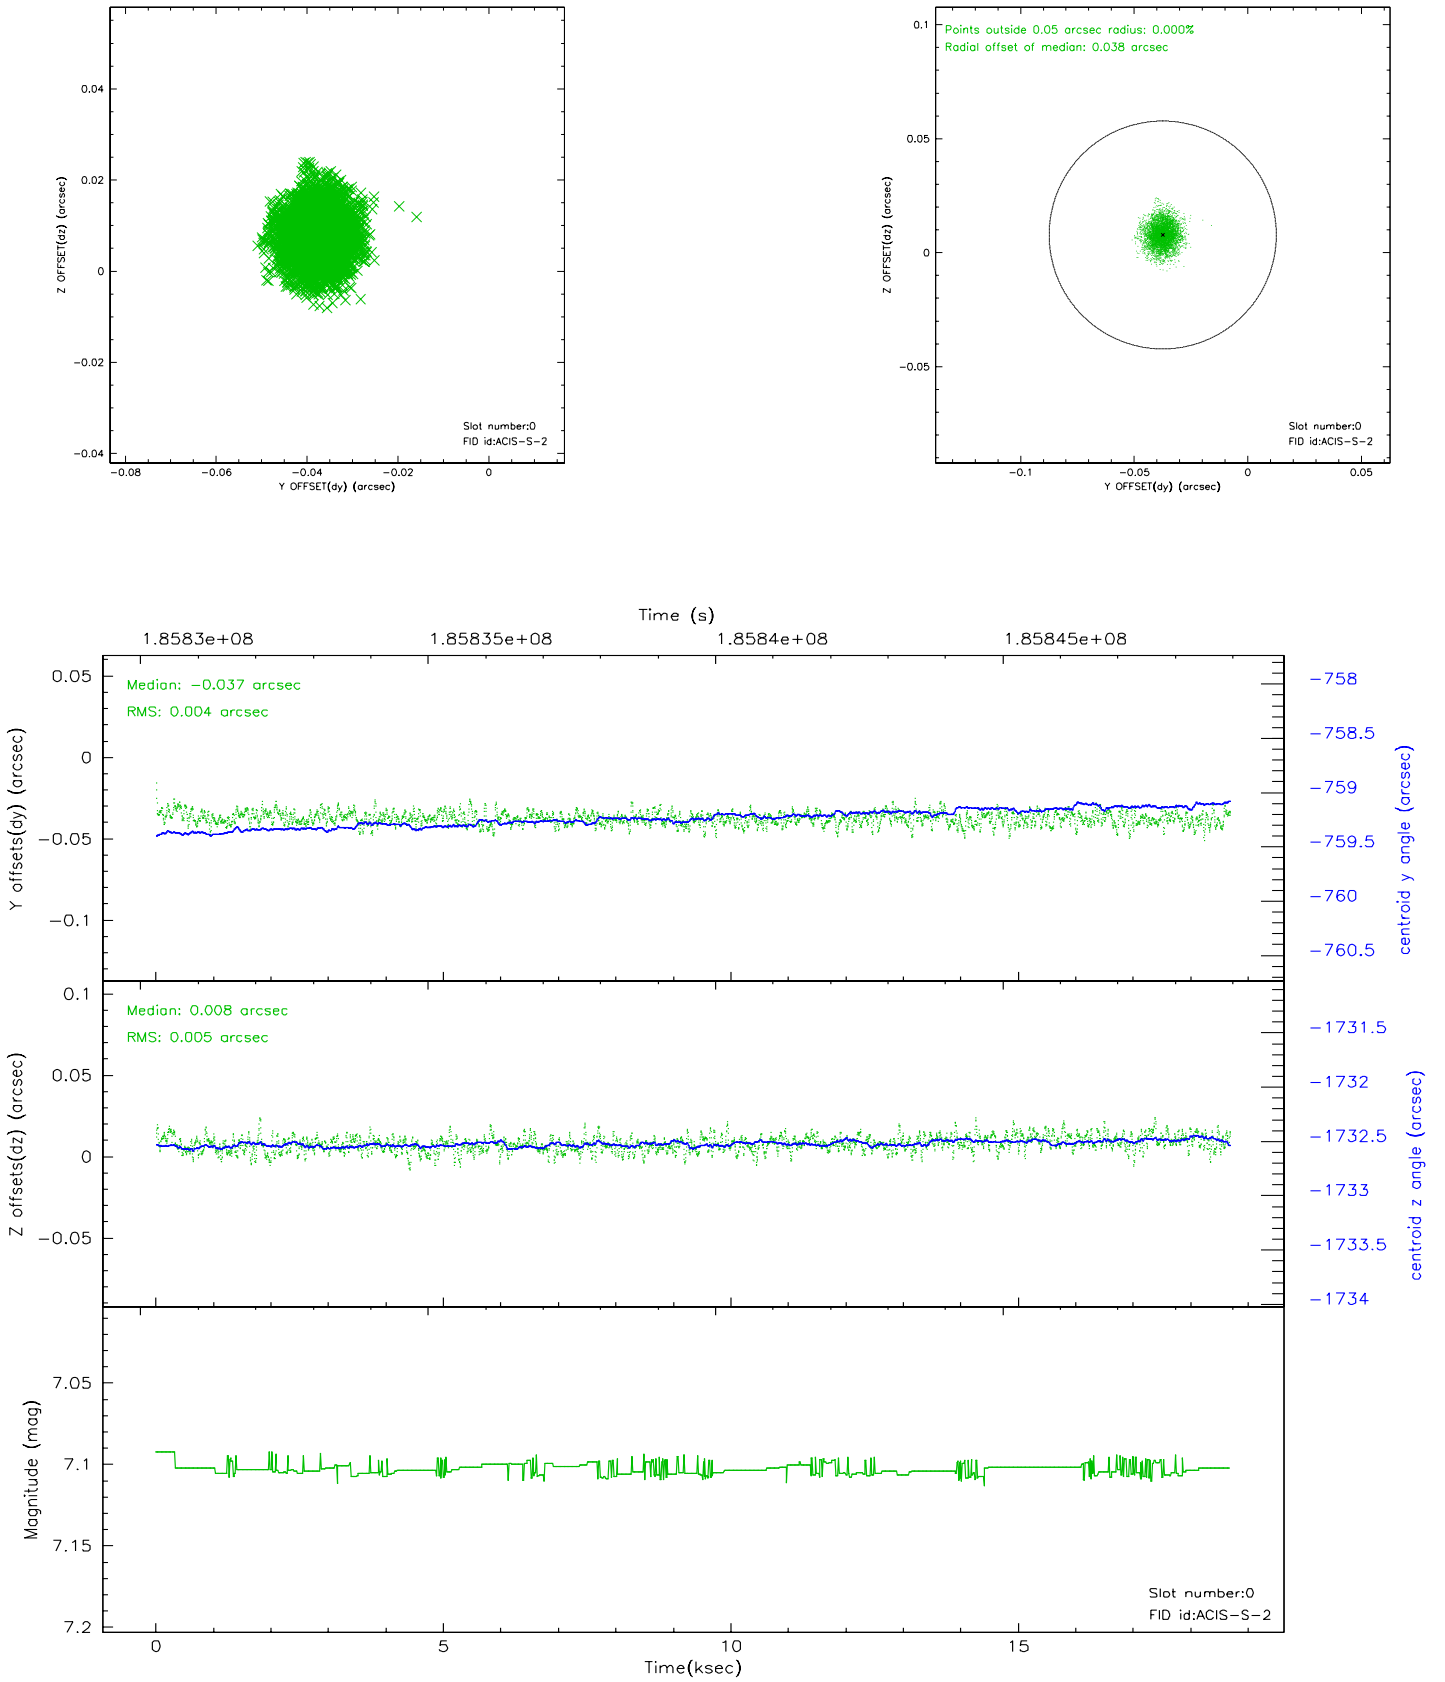 0.04
0.02
0
−0.02
−0.04
Z OFFSET(dz) (arcsec)
Slot number:0
FID id:ACIS−S−2
−0.08 −0.06 −0.04 −0.02 0
Y OFFSET(dy) (arcsec)
Points outside 0.05 arcsec radius: 0.000%
Radial offset of median: 0.038 arcsec
0.1
0.05
0
−0.05
Z OFFSET(dz) (arcsec)
Slot number:0
FID id:ACIS−S−2
−0.1 −0.05 0 0.05
Y OFFSET(dy) (arcsec)
Time (s)
1.8583e+08 1.85835e+08 1.8584e+08 1.85845e+08
Median: −0.037 arcsec
RMS: 0.004 arcsec
0.05
0
−0.05
−0.1
Y offsets(dy) (arcsec)
−758
−758.5
−759
−759.5
−760
−760.5
centroid y angle (arcsec)
Median: 0.008 arcsec
RMS: 0.005 arcsec
0.1
0.05
0
−0.05
Z offsets(dz) (arcsec)
−1731.5
−1732
−1732.5
−1733
−1733.5
−1734
centroid z angle (arcsec)
7.05
7.1
7.15
7.2
Magnitude (mag)
Slot number:0
FID id:ACIS−S−2
0 5 10 15
Time(ksec)